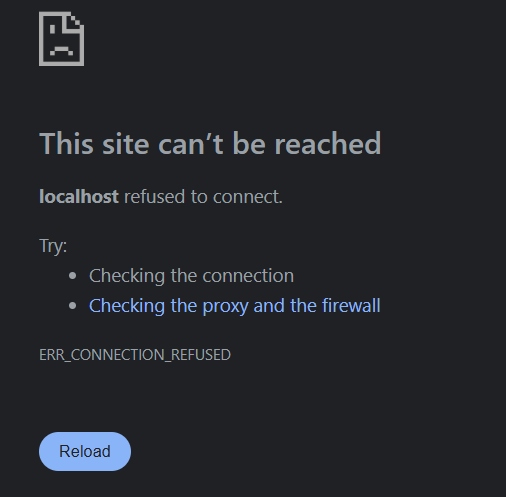 This site can’t be reached
localhost refused to connect.
Try:
• Checking the connection
• Checking the proxy and the firewall
ERR_CONNECTION_REFUSED
Reload